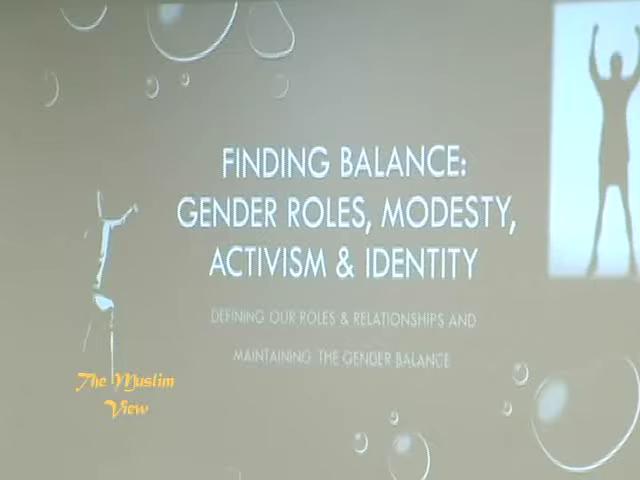 FINDING BALANCE:
GENDER ROLES, MODESTY,
ACTIVISM & IDENTITY
DEFINING OUR ROLES & RELATIONSHIPS AND
MAINTAINING THE GENDER BALANCE
The Muslim
View